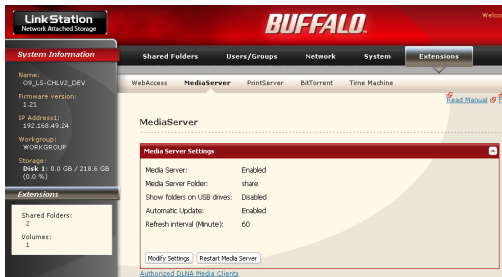 LinkStation
Network Attached Storage
BUFFALO
Welco
System Information
Shared Folders Users/Groups Network System Extensions
WebAccess MediaServer PrintServer BitTorrent Time Machine
Name:
O9_LS-CHLV2_DEV
Firmware version:
1.21
IP Address1:
192.168.49.24
Workgroup:
WORKGROUP
Storage:
Disk 1: 0.0 GB / 218.6 GB
(0.0 %)
Extensions
Shared Folders:
2
Volumes:
1
Read Manual
MediaServer
Media Server Settings
Media Server: Enabled
Media Server Folder: share
Show folders on USB drives: Disabled
Automatic Update: Enabled
Refresh interval (Minute): 60
Modify Settings Restart Media Server
Authorized DLNA Media Clients